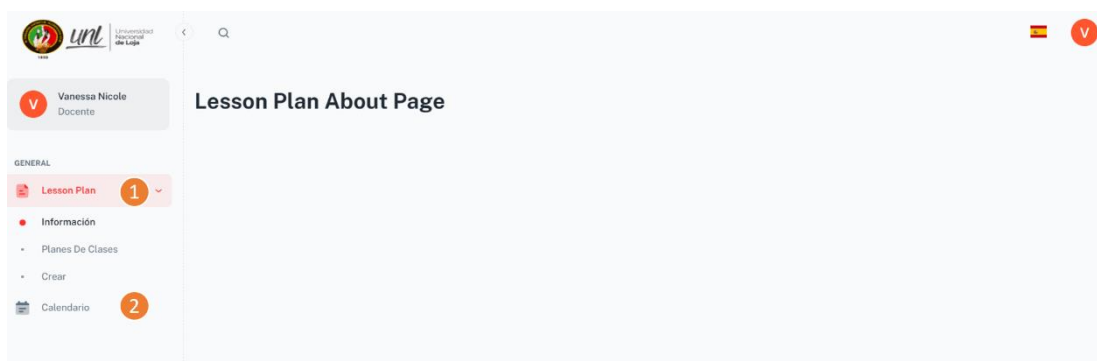 unl
Universidad
Nacional
de Loja
1859
V
V
Vanessa Nicole
Docente
Lesson Plan About Page
GENERAL
Lesson Plan
1
Información
Planes De Clases
Crear
Calendario
2